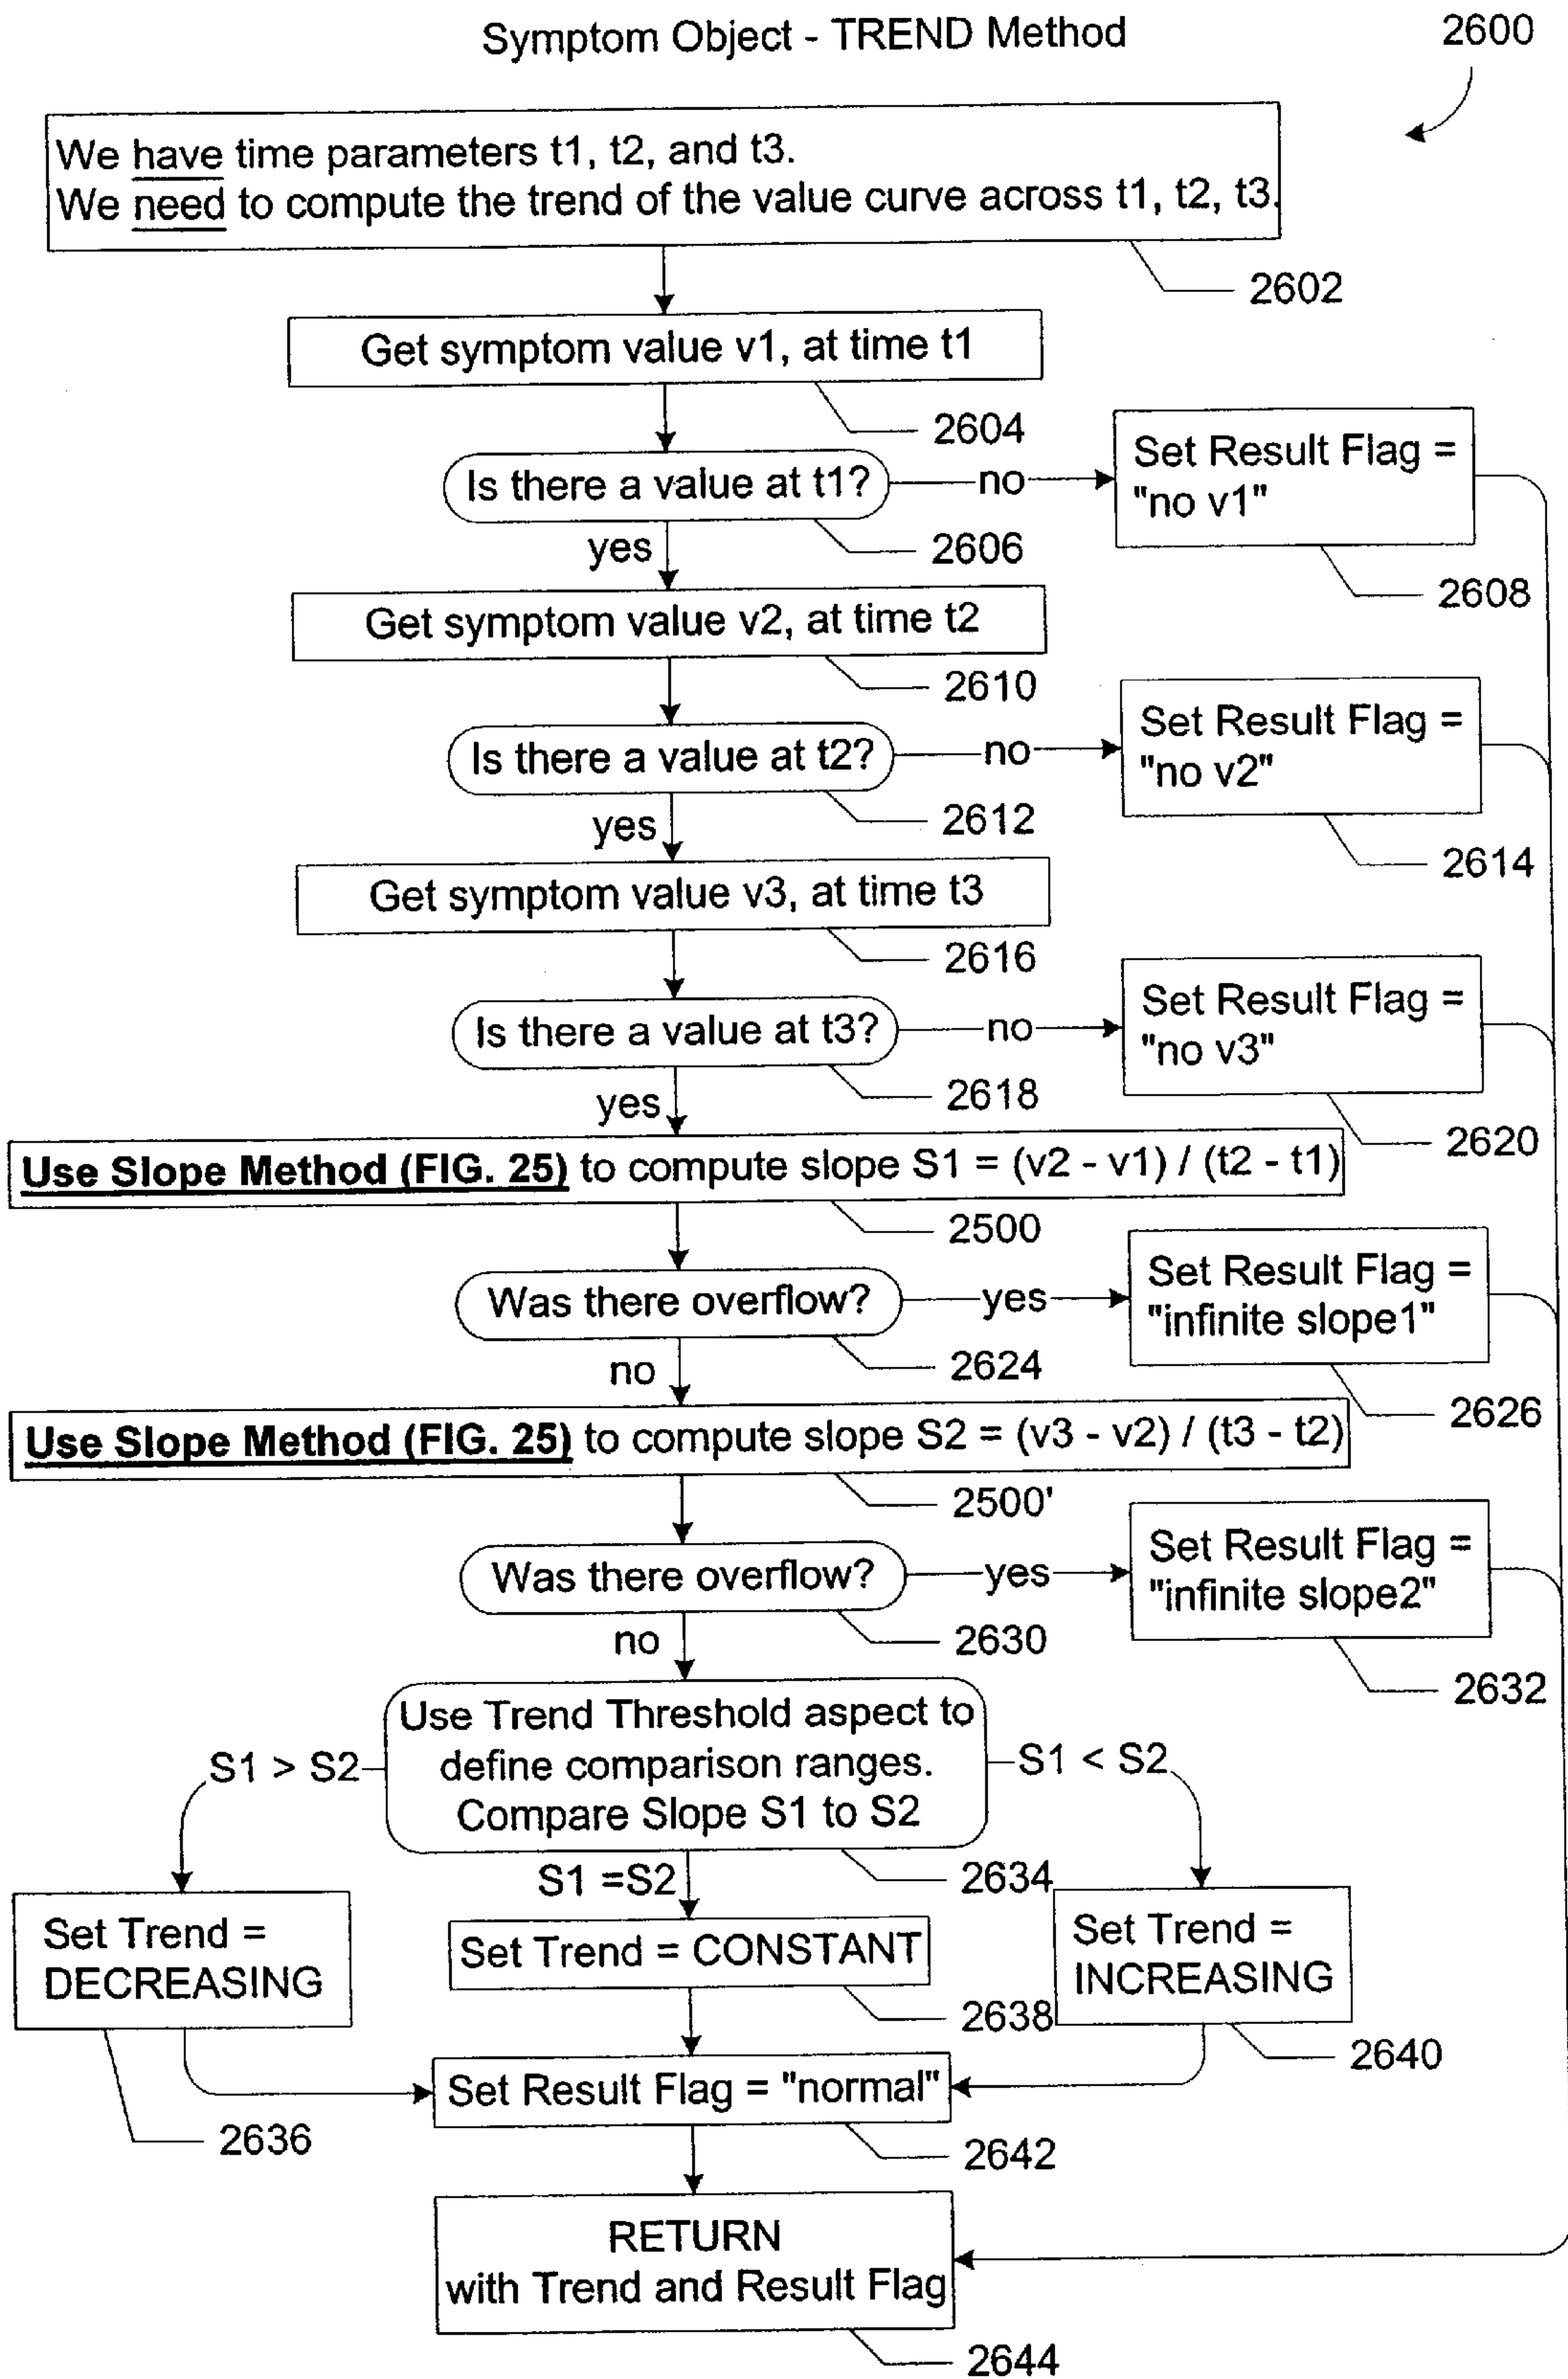 Symptom Object - TREND Method
2600
We have time parameters t1, t2, and t3.
We need to compute the trend of the value curve across t1, t2, t3.
2602
Get symptom value v1, at time t1
2604
Is there a value at t1?
no
Set Result Flag =
"no v1"
2606
yes
2608
Get symptom value v2, at time t2
2610
Is there a value at t2?
no
Set Result Flag =
"no v2"
2612
yes
2614
Get symptom value v3, at time t3
2616
Is there a value at t3?
no
Set Result Flag =
"no v3"
2618
yes
2620
Use Slope Method (FIG. 25) to compute slope S1 = (v2 - v1) / (t2 - t1)
2500
Was there overflow?
yes
Set Result Flag =
"infinite slope1"
2624
no
2626
Use Slope Method (FIG. 25) to compute slope S2 = (v3 - v2) / (t3 - t2)
2500'
Was there overflow?
yes
Set Result Flag =
"infinite slope2"
2630
no
2632
Use Trend Threshold aspect to
define comparison ranges.
Compare Slope S1 to S2
S1 > S2
S1 < S2
S1 =S2
2634
Set Trend =
DECREASING
Set Trend = CONSTANT
Set Trend =
INCREASING
2638
2640
Set Result Flag = "normal"
2636
2642
RETURN
with Trend and Result Flag
2644